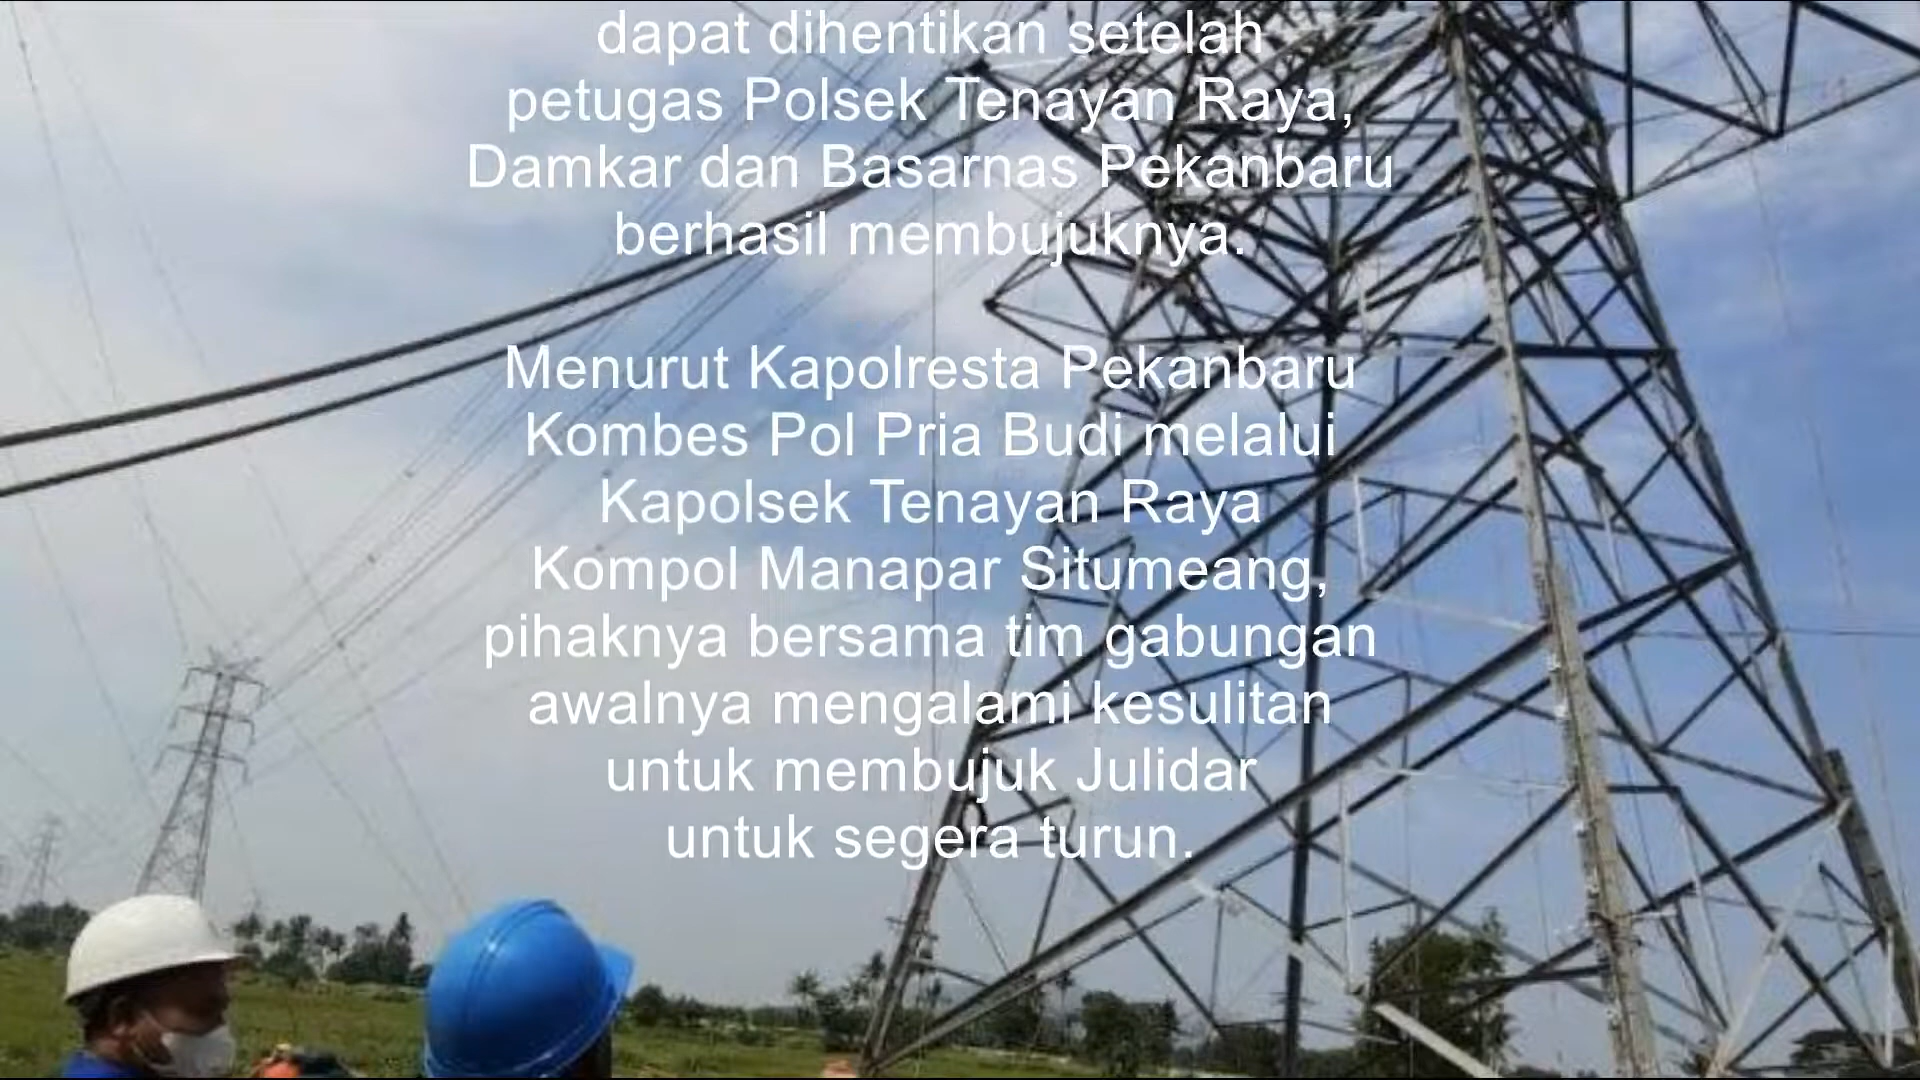 dapat dihentikan setelah
petugas Polsek Tenayan Raya,
Damkar dan Basarnas Pekanbaru
berhasil membujuknya.
Menurut Kapolresta Pekanbaru
Kombes Pol Pria Budi melalui
Kapolsek Tenayan Raya
Kompol Manapar Situmeang,
pihaknya bersama tim gabungan
awalnya mengalami kesulitan
untuk membujuk Julidar
untuk segera turun.